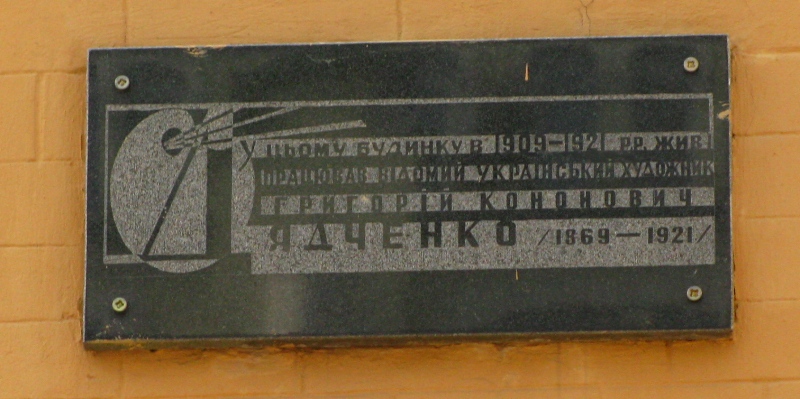 У ЦЬОМУ БУДИНКУ В 1909–1921 РР. ЖИВ І
ПРАЦЮВАВ ВІДОМИЙ УКРАЇНСЬКИЙ ХУДОЖНИК
ГРИГОРІЙ КОНОНОВИЧ
ЯДЧЕНКО /1869–1921/